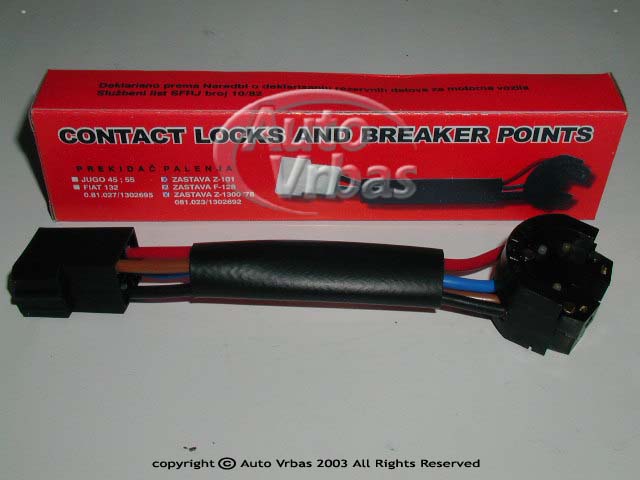 Deklarisano prema Naredbi o deklarisanju rezervnih delova za motorna vozila
Službeni list SFRJ broj 10/82
Auto
Vrbas
CONTACT LOCKS AND BREAKER POINTS
PREKIDAČ PALENJA
JUGO 45 ; 55
ZASTAVA Z-101
FIAT 132
ZASTAVA F-128
0.81.027/1302695
ZASTAVA Z-1300 '78
081.023/1302692
copyright © Auto Vrbas 2003 All Rights Reserved